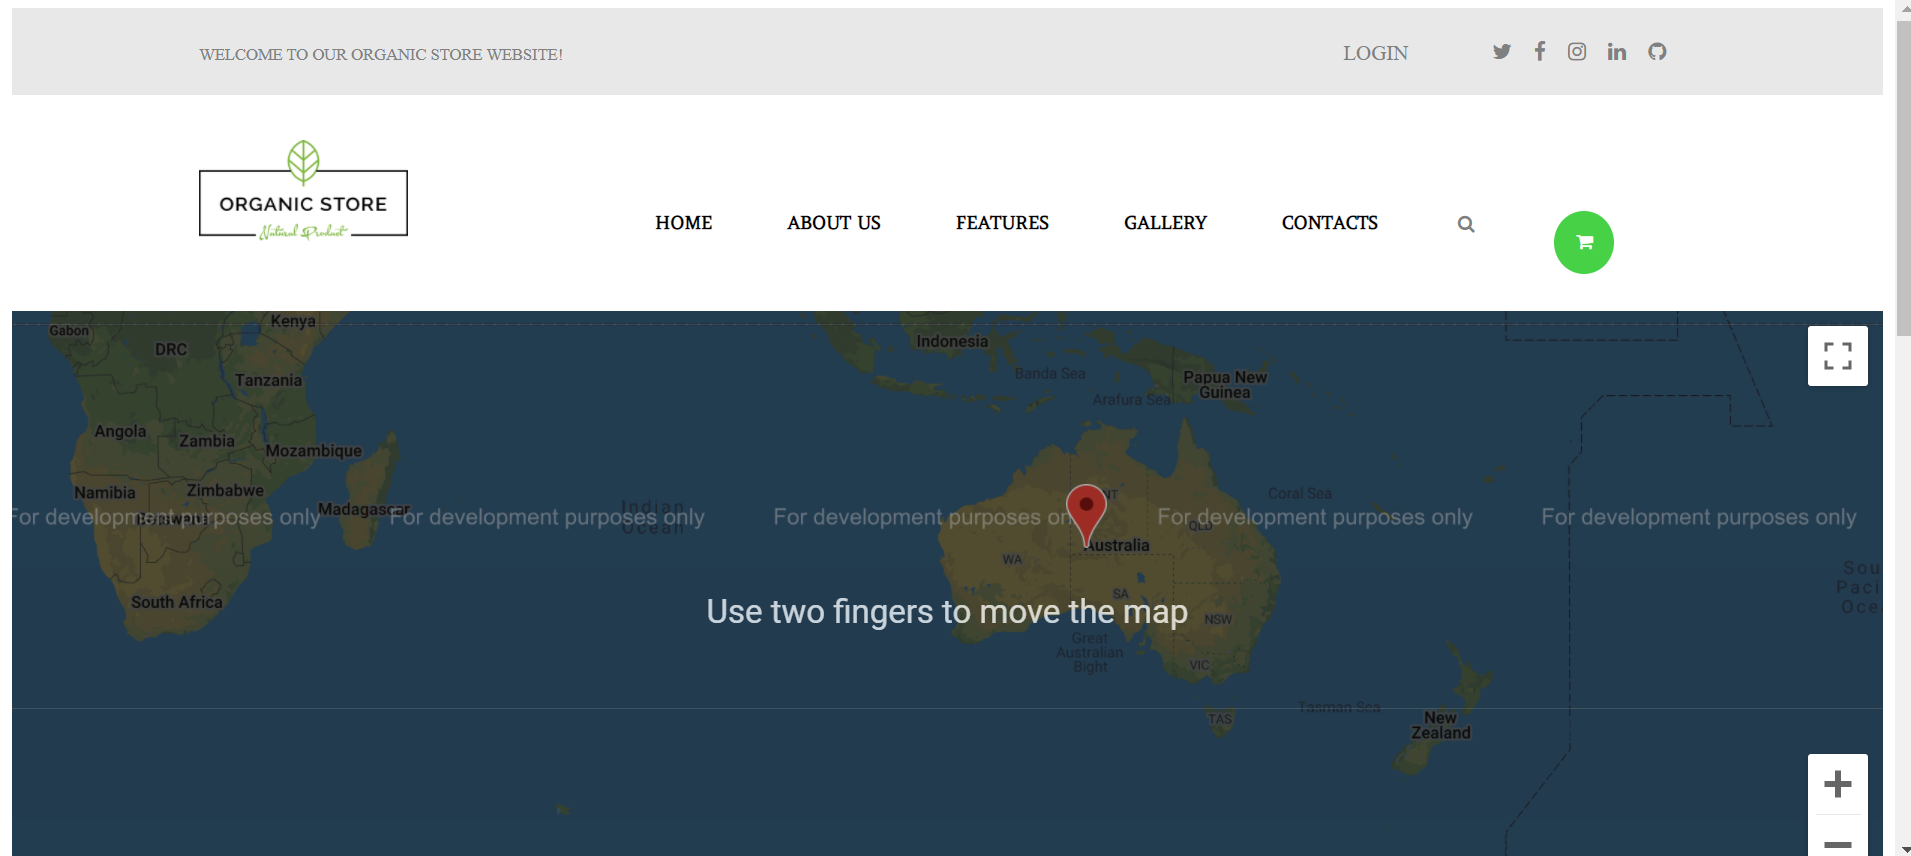 WELCOME TO OUR ORGANIC STORE WEBSITE!
LOGIN
ORGANIC STORE
Natural Product
HOME
ABOUT US
FEATURES
GALLERY
CONTACTS
Gabon
Kenya
DRC
Tanzania
Indonesia
Banda Sea
Papua New
Guinea
Arafura Sea
Angola
Zambia
Mozambique
Namibia
Zimbabwe
Madagascar
Botswana
Indian
Ocean
NT
Coral Sea
QLD
For development purposes only
For development purposes only
For development purposes only
For development purposes only
For development purposes only
Australia
WA
SA
South Africa
Use two fingers to move the map
NSW
Great
Australian
Bight
VIC
Sou
Paci
Oce
Tasman Sea
TAS
New
Zealand